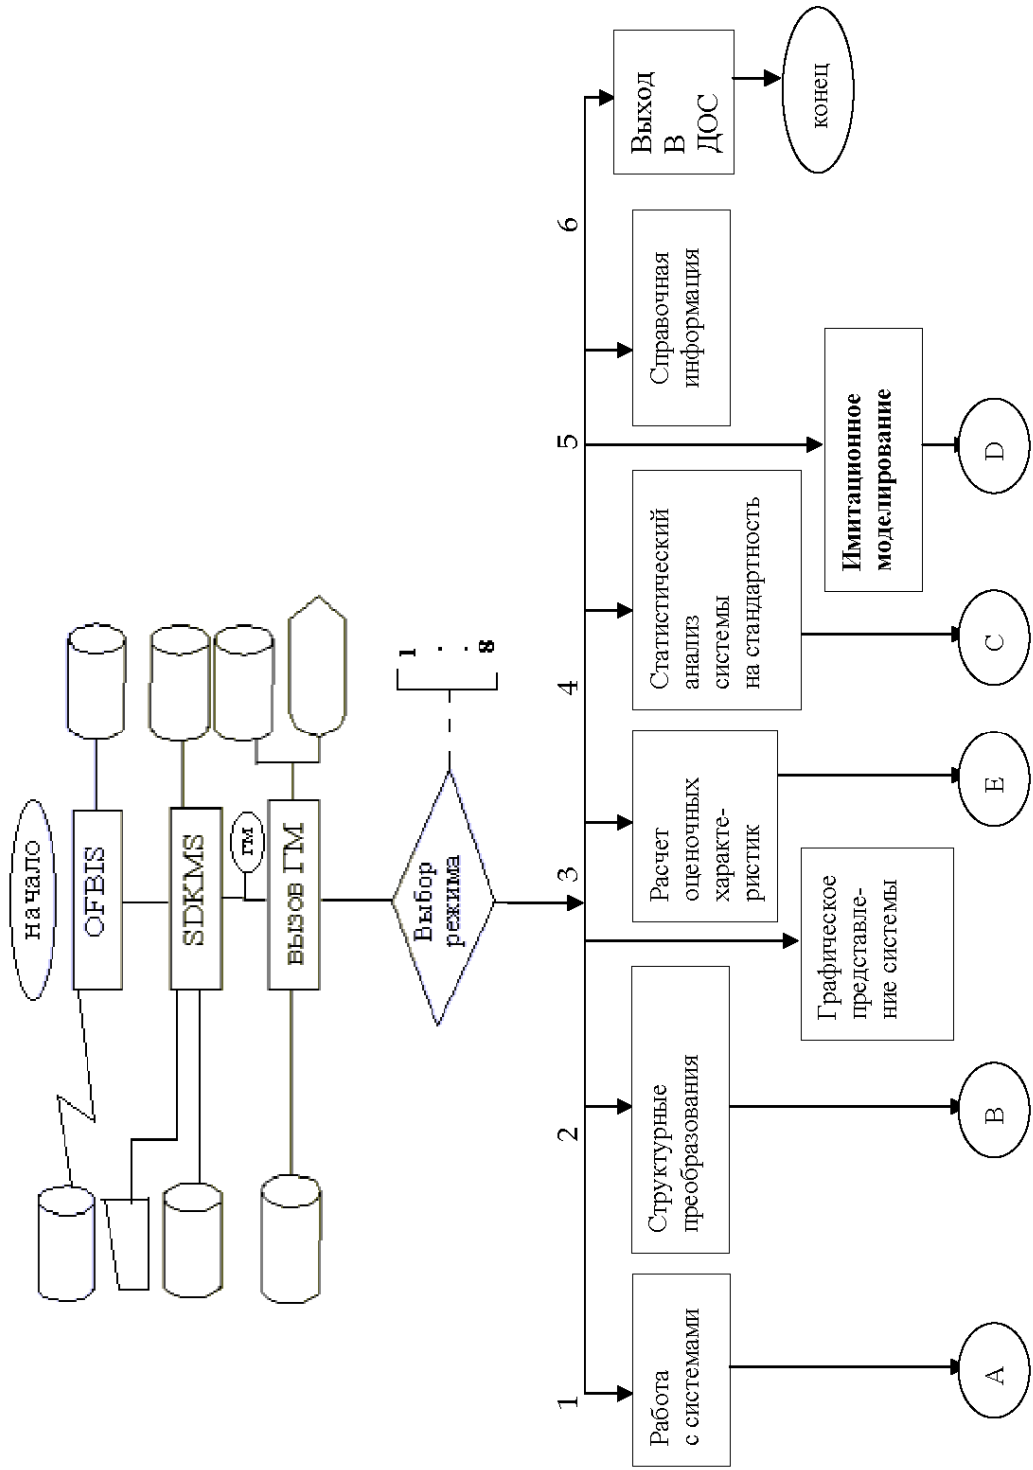 начало
OFBIS
SDKMS
ГМ
вызов ГМ
Выбор
режима
1
.
.
8
1
2
3
4
5
6
Работа
с системами
Структурные
преобразования
Графическое
представле-
ние системы
Расчет
оценочных
характе-
ристик
Статистический
анализ
системы
на стандартность
Имитационное
моделирование
Справочная
информация
Выход
В
ДОС
A
B
E
C
D
конец